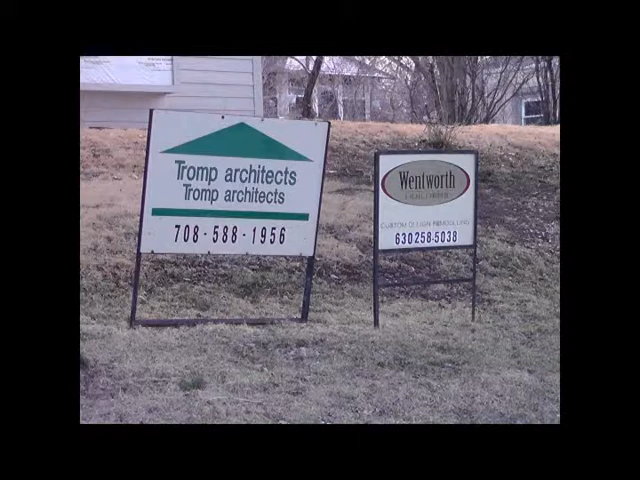 Tromp architects
Tromp architects
708-588-1956
Wentworth
CUSTOM DESIGN REMODELING
630258-5038